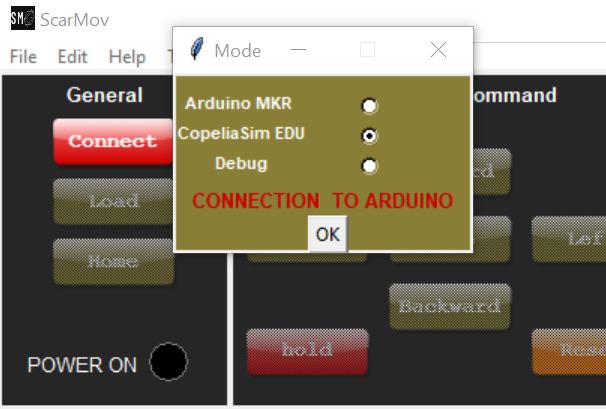 SM
ScarMov
File Edit Help
Mode
General
Connect
Load
Home
POWER ON
Arduino MKR
CopeliaSim EDU
Debug
CONNECTION TO ARDUINO
OK
ommand
rd
Lef
Backward
hold
Rese